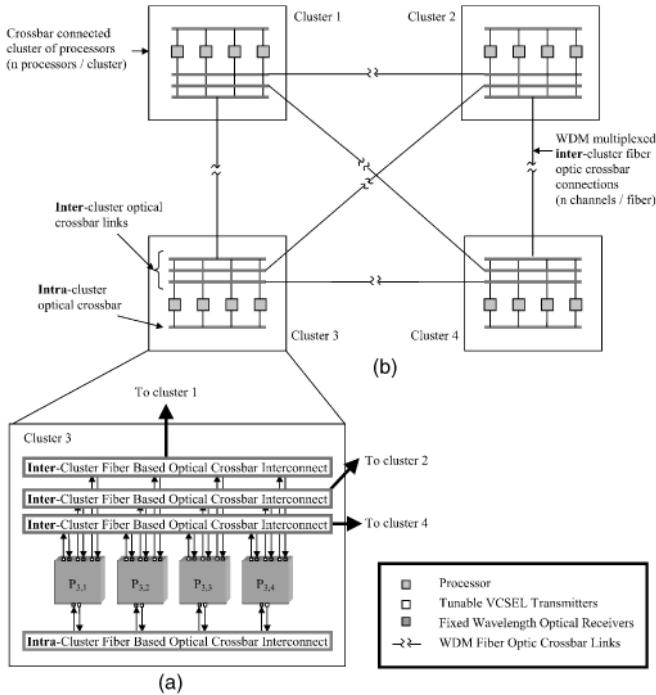 Cluster 1
Cluster 2
Crossbar connected
cluster of processors
(n processors / cluster)
WDM multiplexed
inter-cluster fiber
optic crossbar
connections
(n channels / fiber)
Inter-cluster optical
crossbar links
Intra-cluster
optical crossbar
Cluster 3
Cluster 4
(b)
To cluster 1
Cluster 3
Inter-Cluster Fiber Based Optical Crossbar Interconnect
To cluster 2
Inter-Cluster Fiber Based Optical Crossbar Interconnect
Inter-Cluster Fiber Based Optical Crossbar Interconnect
To cluster 4
P3,1
P3,2
P3,3
P3,4
Intra-Cluster Fiber Based Optical Crossbar Interconnect
(a)
Processor
Tunable VCSEL Transmitters
Fixed Wavelength Optical Receivers
WDM Fiber Optic Crossbar Links